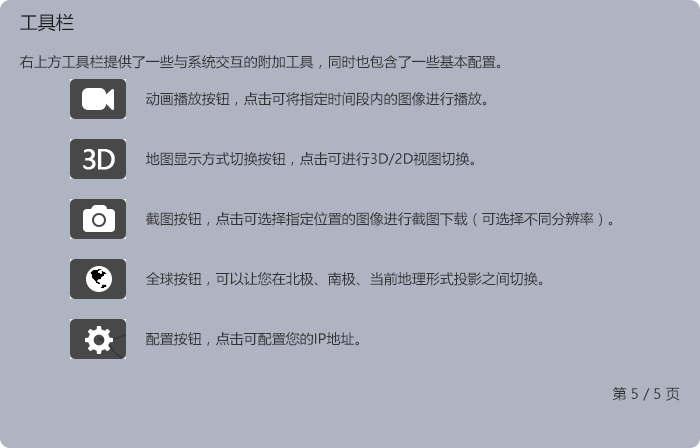 工具栏
右上方工具栏提供了一些与系统交互的附加工具，同时也包含了一些基本配置。
动画播放按钮，点击可将指定时间段内的图像进行播放。
3D 地图显示方式切换按钮，点击可进行3D/2D视图切换。
截图按钮，点击可选择指定位置的图像进行截图下载（可选择不同分辨率）。
全球按钮，可以让您在北极、南极、当前地理形式投影之间切换。
配置按钮，点击可配置您的IP地址。
第 5 / 5 页